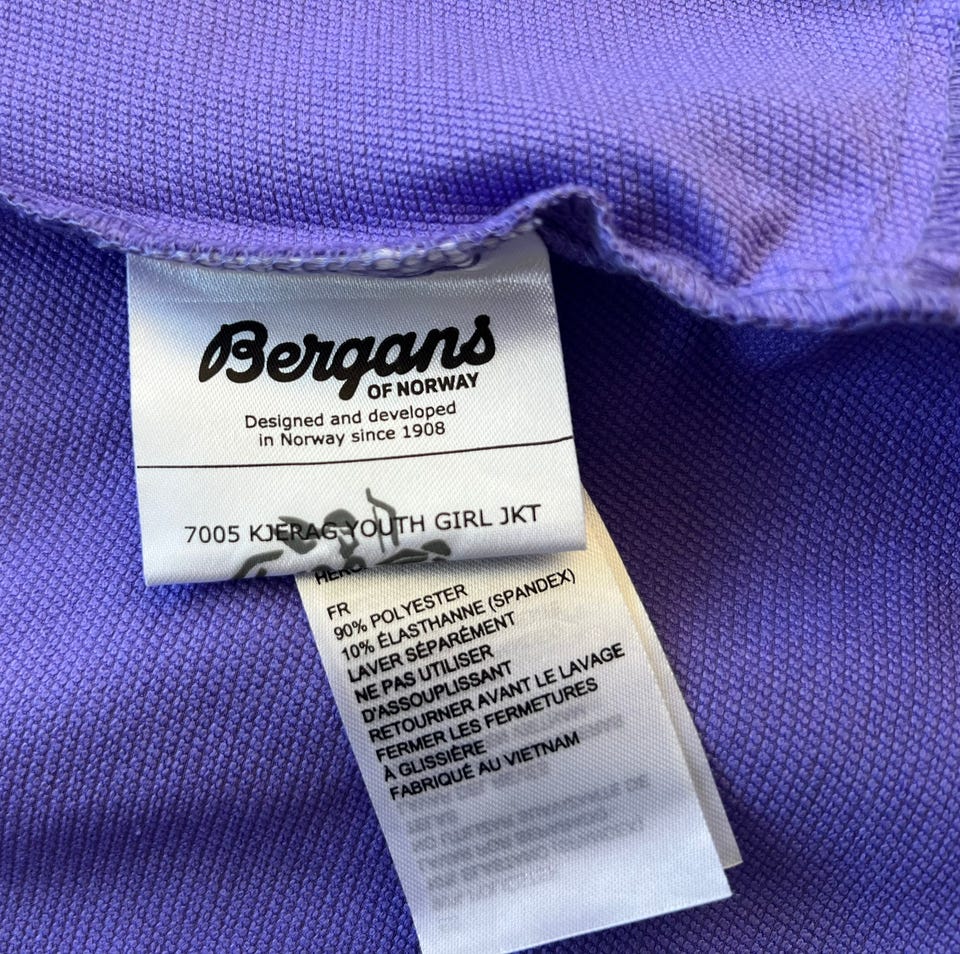 Bergans
OF NORWAY
Designed and developed
in Norway since 1908
7005 KJERAG YOUTH GIRL JKT
FR
90% POLYESTER
10% ÉLASTHANNE (SPANDEX)
LAVER SÉPARÉMENT
NE PAS UTILISER
D'ASSOUPLISSANT
RETOURNER AVANT LE LAVAGE
FERMER LES FERMETURES
À GLISSIÈRE
FABRIQUÉ AU VIETNAM